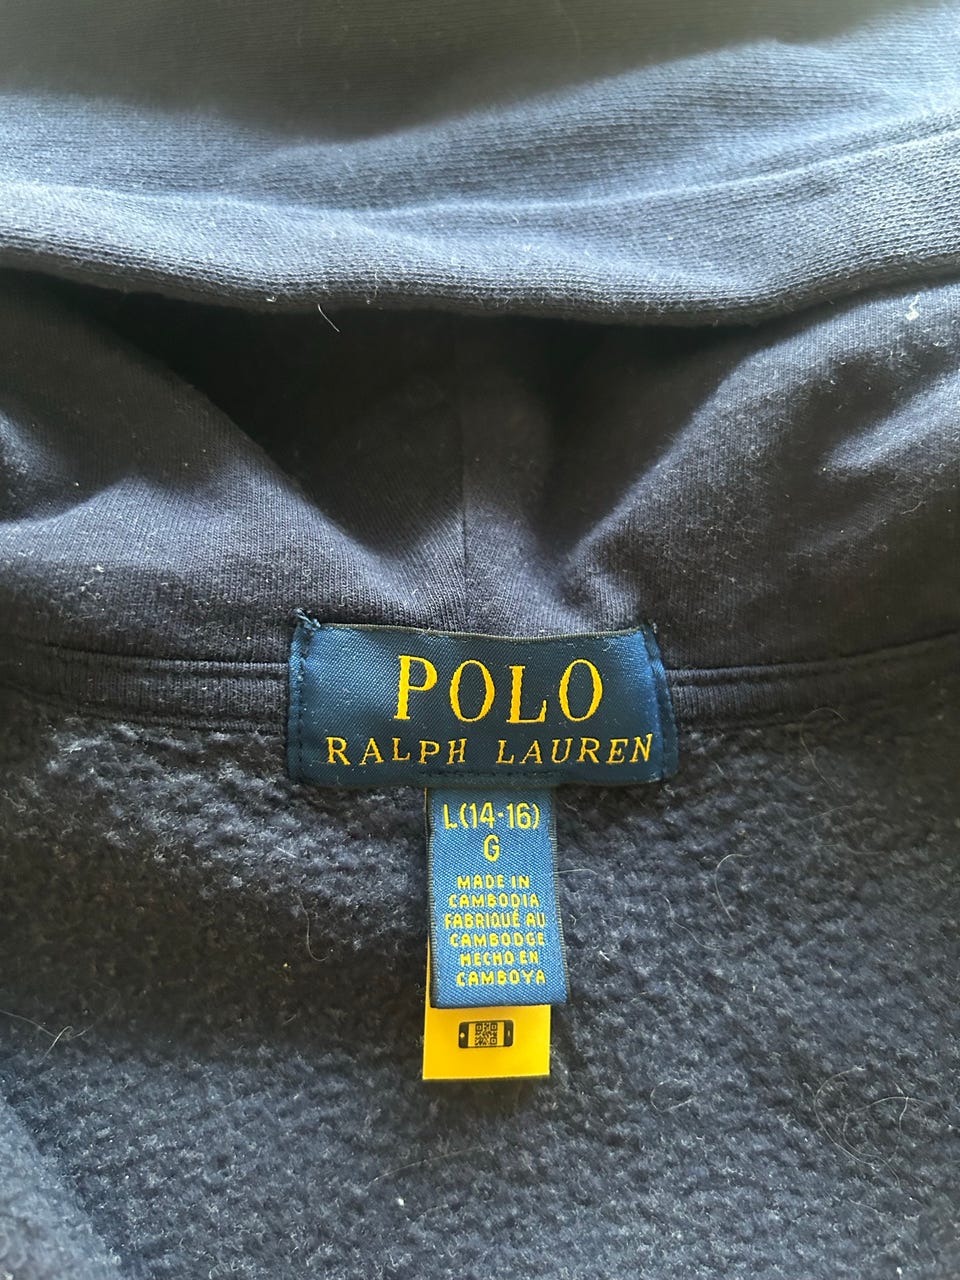 POLO
RALPH LAUREN
L(14-16)
G
MADE IN
CAMBODIA
FABRIQUÉ AU
CAMBODGE
HECHO EN
CAMBOYA